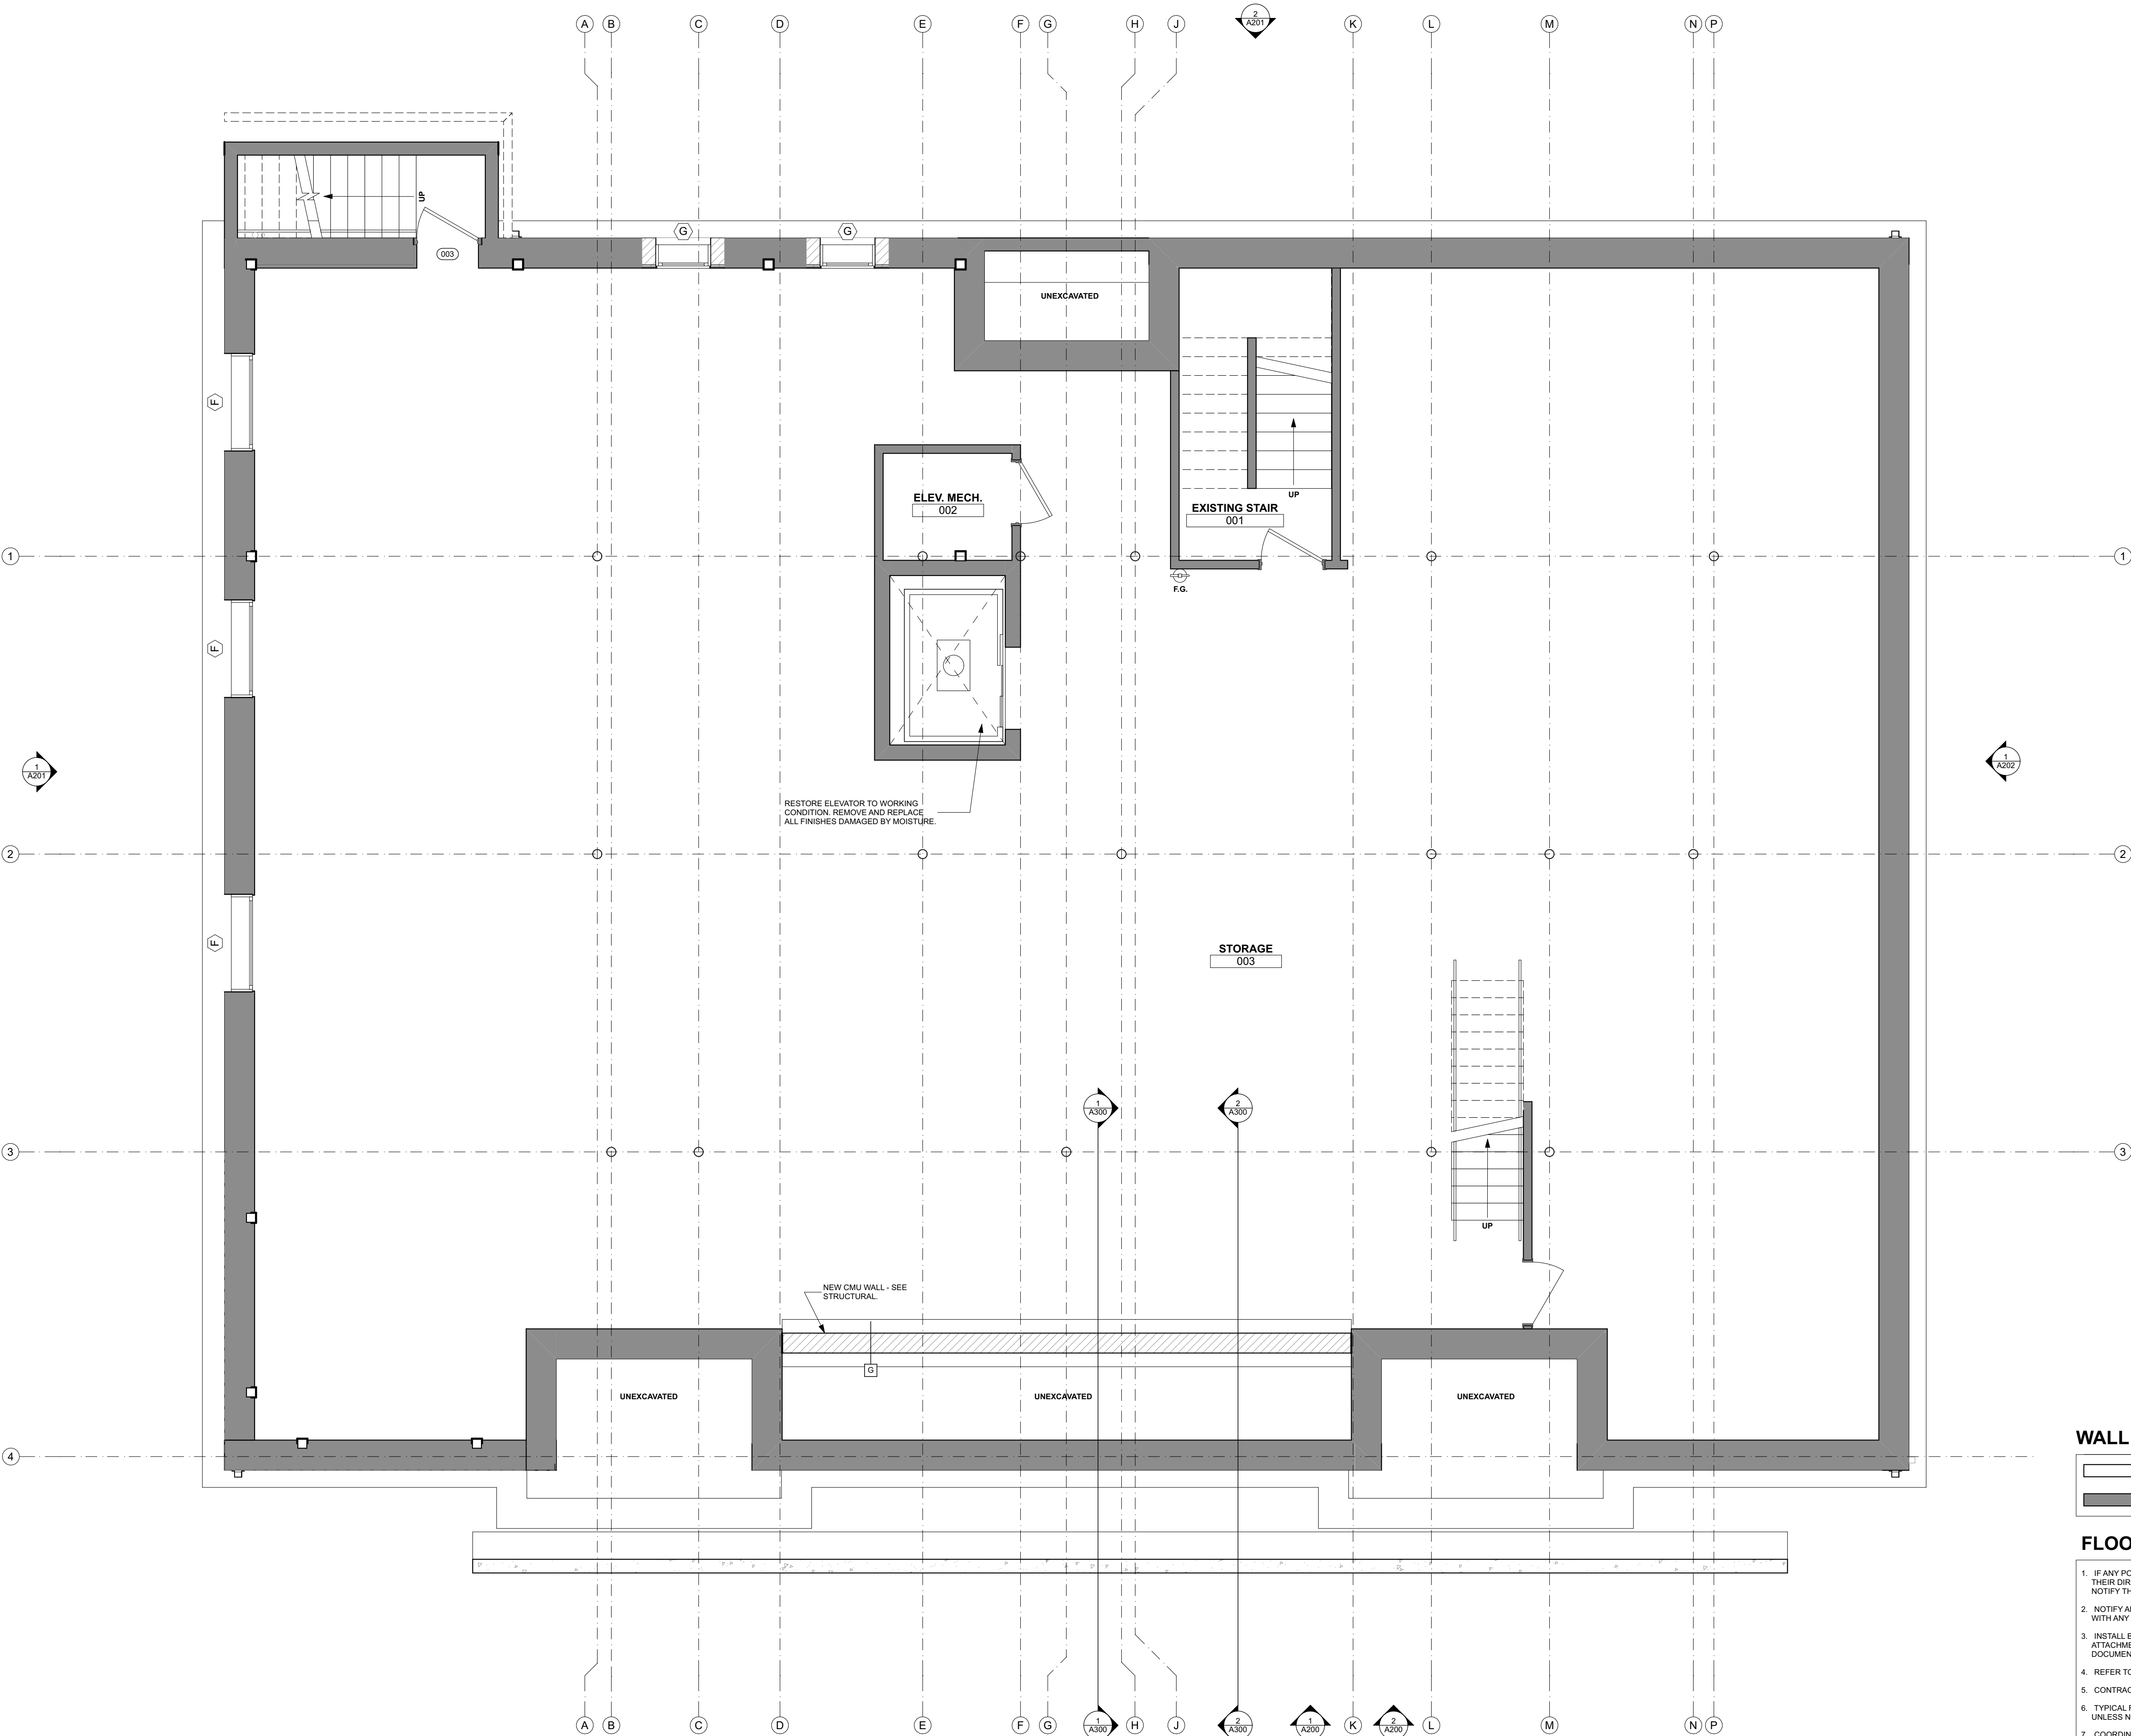 A B C D E F G H J K L M N P
2
A201
UP
003
G
G
UNEXCAVATED
F
ELEV. MECH.
002
UP
EXISTING STAIR
001
1
1
F.G.
F
1
A201
1
A202
RESTORE ELEVATOR TO WORKING
CONDITION. REMOVE AND REPLACE
ALL FINISHES DAMAGED BY MOISTURE.
X
2
2
F
STORAGE
003
1
A300
2
A300
3
3
UP
NEW CMU WALL - SEE
STRUCTURAL.
G
UNEXCAVATED
UNEXCAVATED
UNEXCAVATED
4
WALL
FLOO
1. IF ANY PO
THEIR DIR
NOTIFY TH
2. NOTIFY A
WITH ANY
3. INSTALL B
ATTACHME
DOCUMEN
4. REFER TO
5. CONTRAC
6. TYPICAL F
UNLESS N
7. COORDIN
A B C D E F G
1
A300
H J
2
A300
1
A200
2
A200
K L M N P